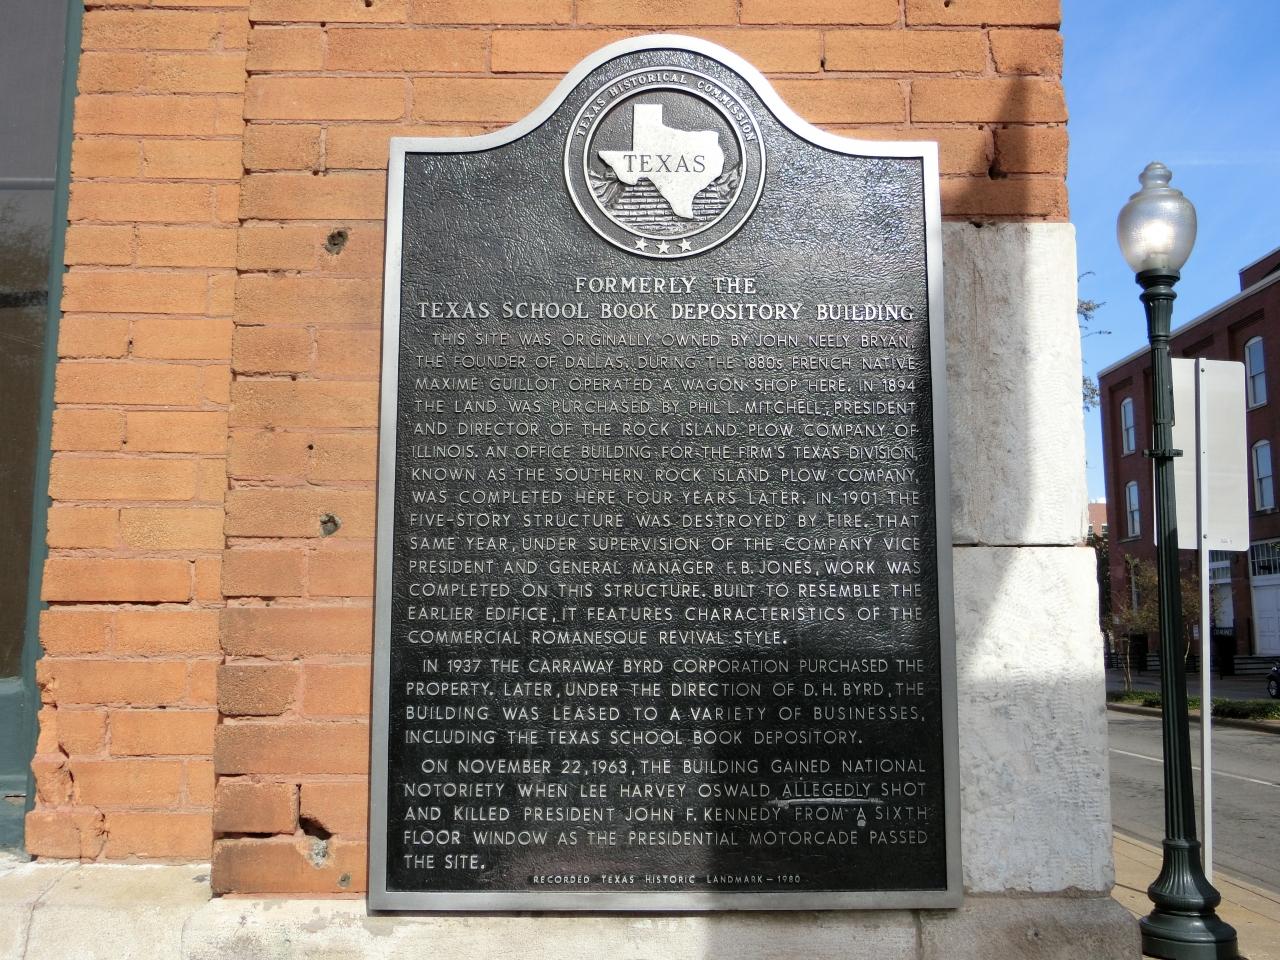 TEXAS HISTORICAL COMMISSION
TEXAS
FORMERLY THE
TEXAS SCHOOL BOOK DEPOSITORY BUILDING
THIS SITE WAS ORIGINALLY OWNED BY JOHN NEELY BRYAN,
THE FOUNDER OF DALLAS. DURING THE 1880s FRENCH NATIVE
MAXIME GUILLOT OPERATED A WAGON SHOP HERE. IN 1894
THE LAND WAS PURCHASED BY PHIL L. MITCHELL, PRESIDENT
AND DIRECTOR OF THE ROCK ISLAND PLOW COMPANY OF
ILLINOIS. AN OFFICE BUILDING FOR THE FIRM'S TEXAS DIVISION,
KNOWN AS THE SOUTHERN ROCK ISLAND PLOW COMPANY,
WAS COMPLETED HERE FOUR YEARS LATER. IN 1901 THE
FIVE-STORY STRUCTURE WAS DESTROYED BY FIRE. THAT
SAME YEAR, UNDER SUPERVISION OF THE COMPANY VICE
PRESIDENT AND GENERAL MANAGER F. B. JONES, WORK WAS
COMPLETED ON THIS STRUCTURE. BUILT TO RESEMBLE THE
EARLIER EDIFICE, IT FEATURES CHARACTERISTICS OF THE
COMMERCIAL ROMANESQUE REVIVAL STYLE.
IN 1937 THE CARRAWAY BYRD CORPORATION PURCHASED THE
PROPERTY. LATER, UNDER THE DIRECTION OF D. H. BYRD, THE
BUILDING WAS LEASED TO A VARIETY OF BUSINESSES,
INCLUDING THE TEXAS SCHOOL BOOK DEPOSITORY.
ON NOVEMBER 22, 1963, THE BUILDING GAINED NATIONAL
NOTORIETY WHEN LEE HARVEY OSWALD ALLEGEDLY SHOT
AND KILLED PRESIDENT JOHN F. KENNEDY FROM A SIXTH
FLOOR WINDOW AS THE PRESIDENTIAL MOTORCADE PASSED
THE SITE.
RECORDED TEXAS HISTORIC LANDMARK – 1980